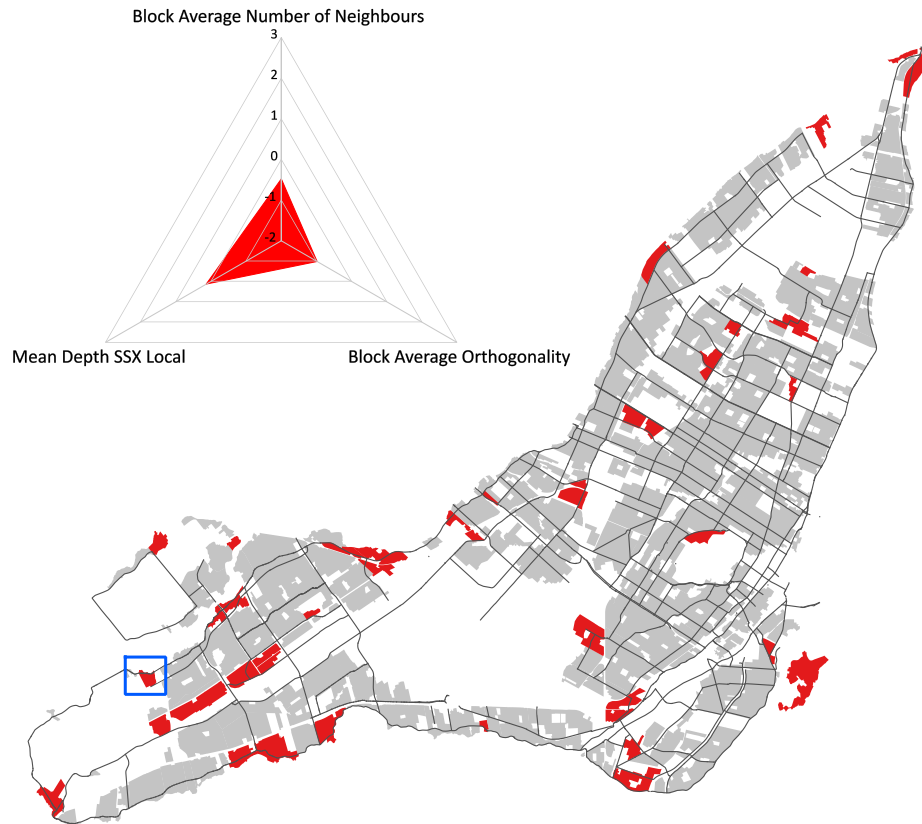 Block Average Number of Neighbours
3
2
1
0
-1
-2
Mean Depth SSX Local
Block Average Orthogonality